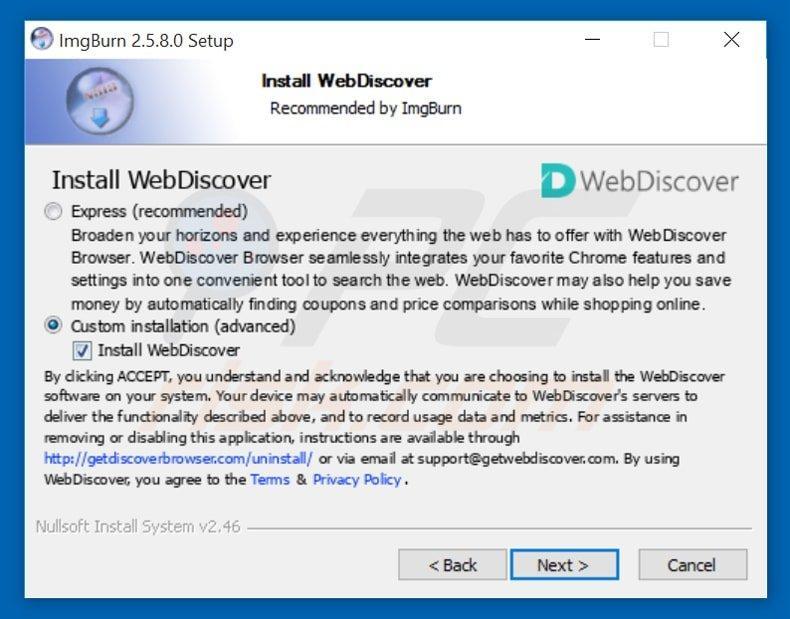 ImgBurn 2.5.8.0 Setup
Install WebDiscover
Recommended by ImgBurn
Install WebDiscover
WebDiscover
Express (recommended)
Broaden your horizons and experience everything the web has to offer with WebDiscover
Browser. WebDiscover Browser seamlessly integrates your favorite Chrome features and
settings into one convenient tool to search the web. WebDiscover may also help you save
money by automatically finding coupons and price comparisons while shopping online.
Custom installation (advanced)
Install WebDiscover
By clicking ACCEPT, you understand and acknowledge that you are choosing to install the WebDiscover
software on your system. Your device may automatically communicate to WebDiscover's servers to
deliver the functionality described above, and to record usage data and metrics. For assistance in
removing or disabling this application, instructions are available through
http://getdiscoverbrowser.com/uninstall/ or via email at support@getwebdiscover.com. By using
WebDiscover, you agree to the Terms & Privacy Policy.
Nullsoft Install System v2.46
< Back
Next >
Cancel
PC
risk.com